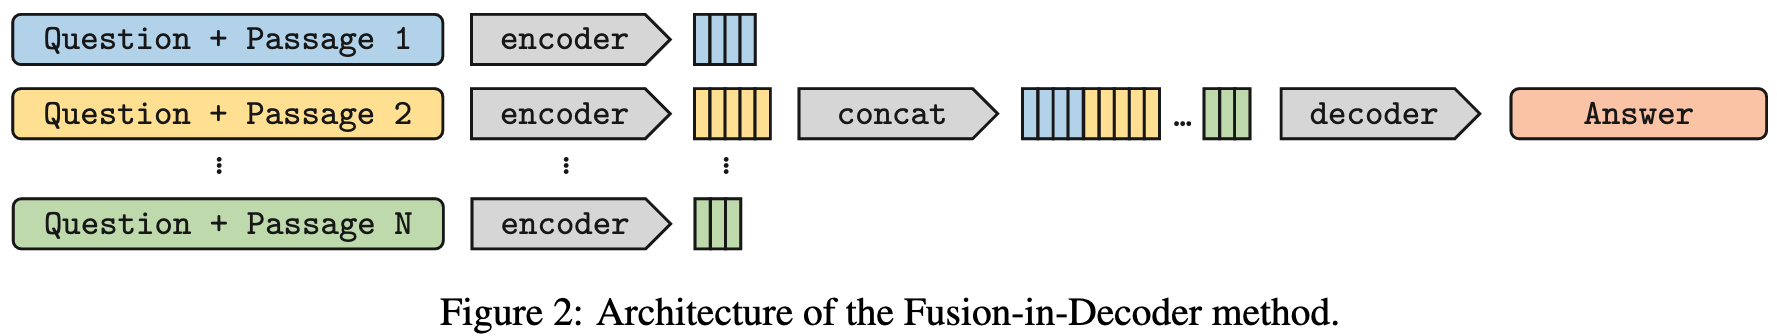 Question + Passage 1 encoder
Question + Passage 2 encoder concat … decoder Answer
Question + Passage N encoder
Figure 2: Architecture of the Fusion-in-Decoder method.